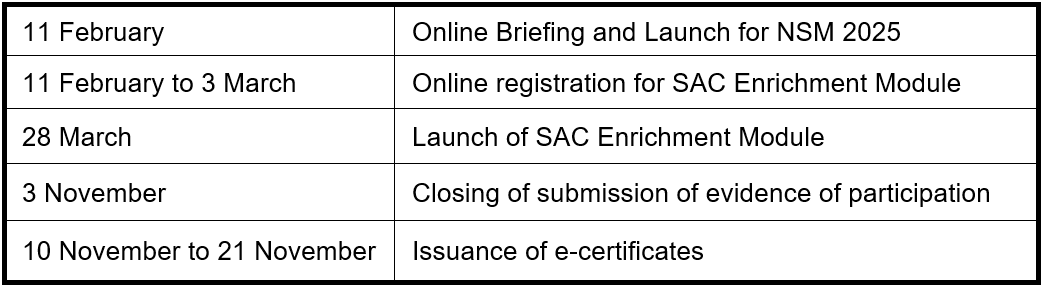 11 February Online Briefing and Launch for NSM 2025
11 February to 3 March Online registration for SAC Enrichment Module
28 March Launch of SAC Enrichment Module
3 November Closing of submission of evidence of participation
10 November to 21 November Issuance of e-certificates